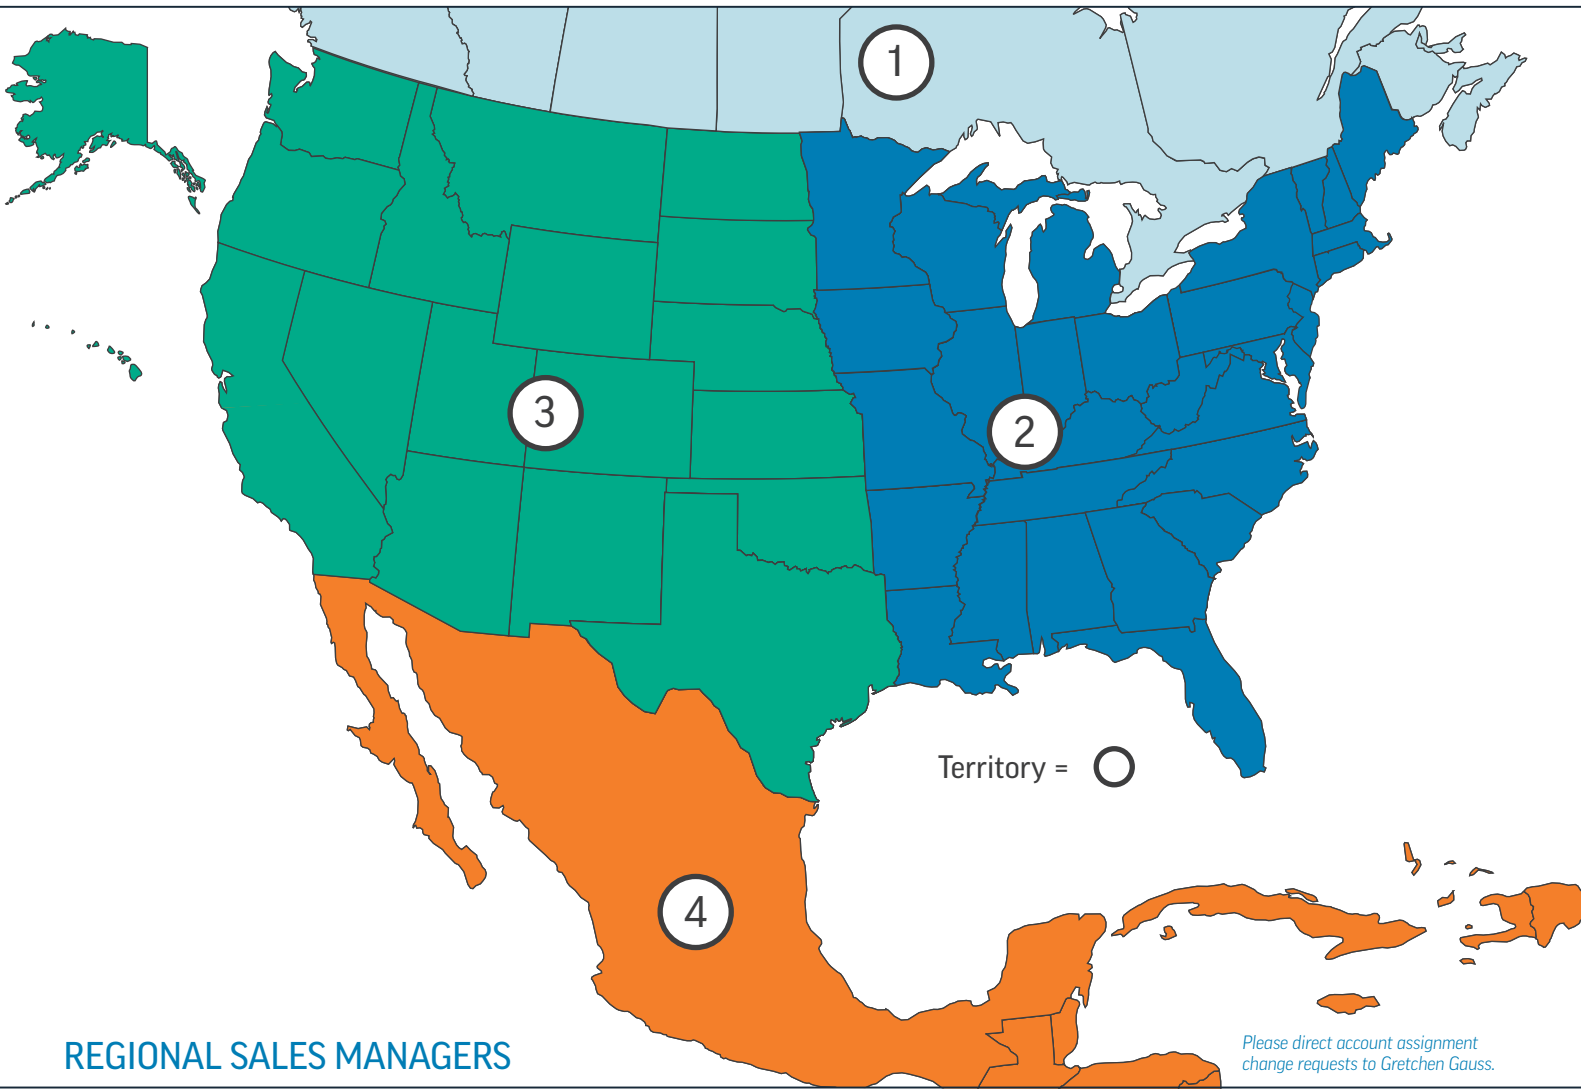 1
3
2
Territory =
4
REGIONAL SALES MANAGERS
Please direct account assignment
change requests to Gretchen Gauss.